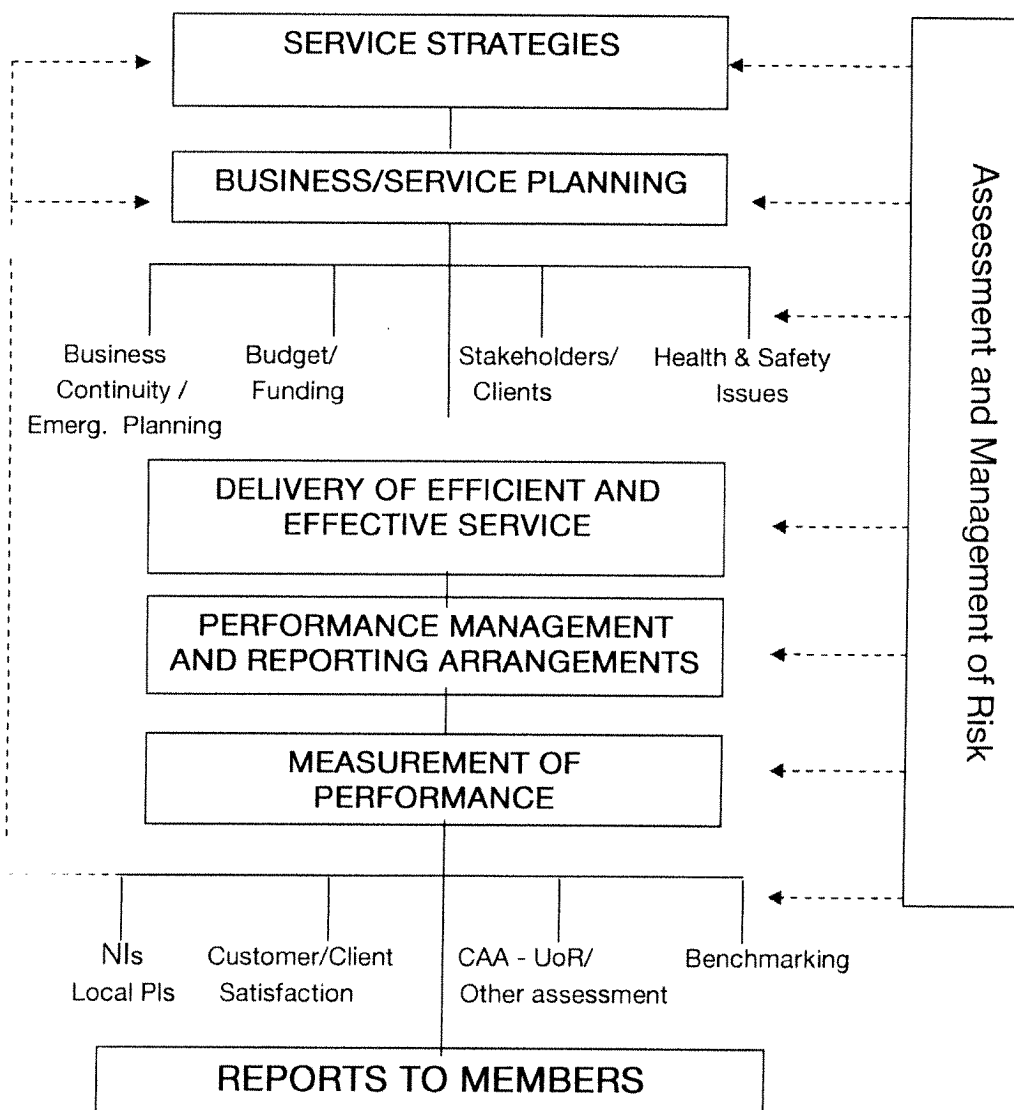 SERVICE STRATEGIES
BUSINESS/SERVICE PLANNING
Business
Continuity /
Emerg. Planning
Budget/
Funding
Stakeholders/
Clients
Health & Safety
Issues
DELIVERY OF EFFICIENT AND
EFFECTIVE SERVICE
PERFORMANCE MANAGEMENT
AND REPORTING ARRANGEMENTS
MEASUREMENT OF
PERFORMANCE
NIs
Local PIs
Customer/Client
Satisfaction
CAA - UoR/
Other assessment
Benchmarking
REPORTS TO MEMBERS
Assessment and Management of Risk